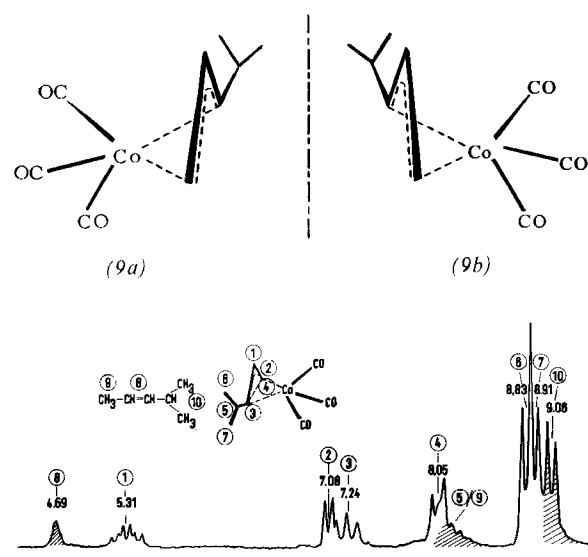 OC
CO
OC
Co
CO
Co
CO
CO
CO
(9a)
(9b)
①
⑨ ⑧
CH₃
②
CO
⑥
④
CH₃-CH=CH-CH
Co
CO
⑤
③
CH₃
⑩
⑦
CO
⑧
4.69
①
5.31
②
7.08
③
7.24
④
8.05
⑤/⑨
⑥ ⑦
8.83 8.91
⑩
9.06